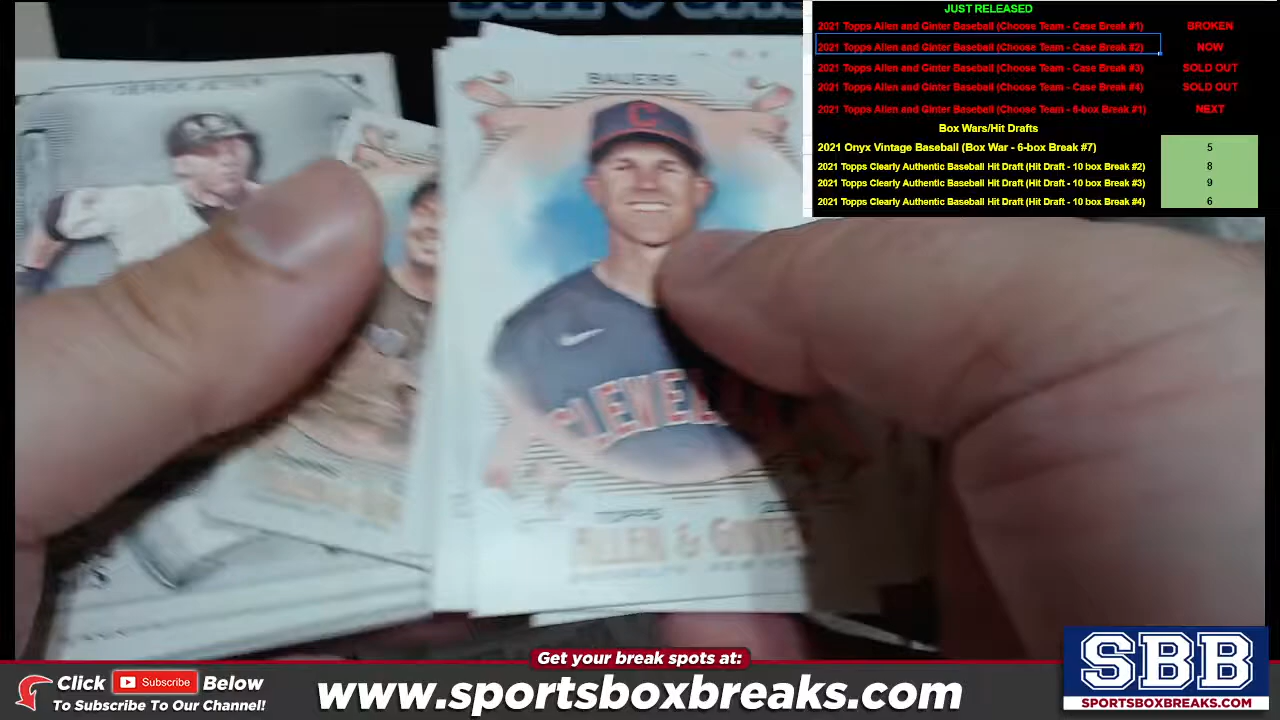 JUST RELEASED
2021 Topps Allen and Ginter Baseball (Choose Team - Case Break #1) BROKEN
2021 Topps Allen and Ginter Baseball (Choose Team - Case Break #2) NOW
2021 Topps Allen and Ginter Baseball (Choose Team - Case Break #3) SOLD OUT
2021 Topps Allen and Ginter Baseball (Choose Team - Case Break #4) SOLD OUT
2021 Topps Allen and Ginter Baseball (Choose Team - 6-box Break #1) NEXT
Box Wars/Hit Drafts
2021 Onyx Vintage Baseball (Box War - 6-box Break #7) 5
2021 Topps Clearly Authentic Baseball Hit Draft (Hit Draft - 10 box Break #2) 8
2021 Topps Clearly Authentic Baseball Hit Draft (Hit Draft - 10 box Break #3) 9
2021 Topps Clearly Authentic Baseball Hit Draft (Hit Draft - 10 box Break #4) 6
DEREK
BAUERS
CLEVE
TOPPS
ALLEN & GINTER
Get your break spots at:
Click Subscribe Below
To Subscribe To Our Channel!
www.sportsboxbreaks.com
SBB
SPORTSBOXBREAKS.COM